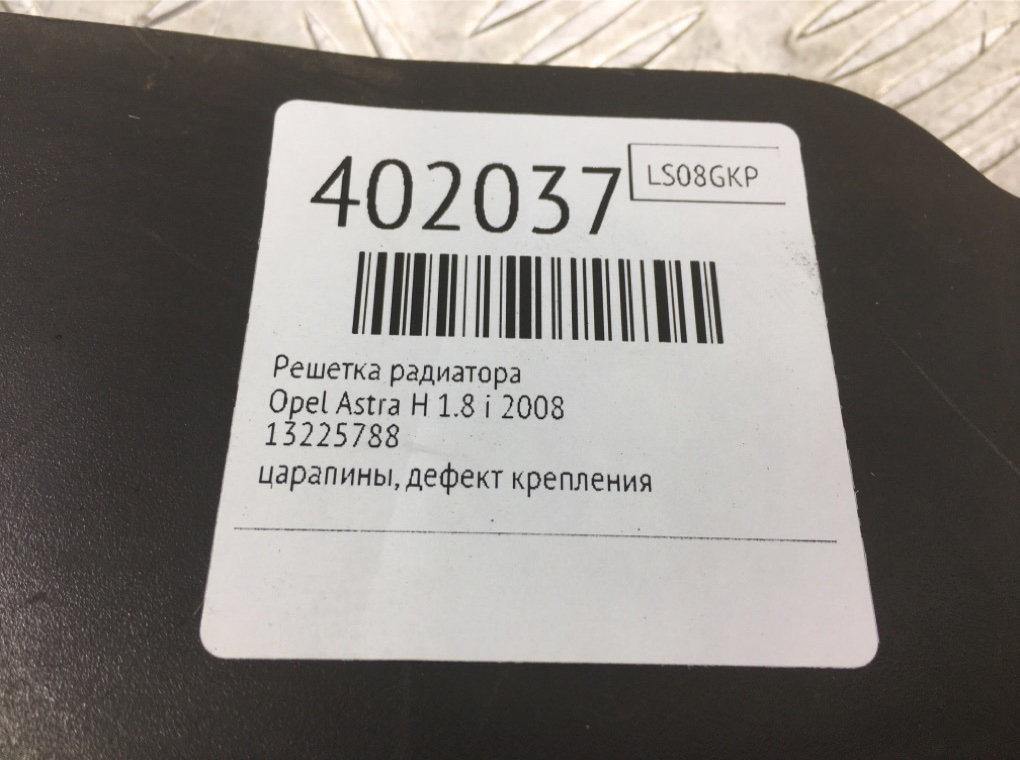 402037
LS08GKP
Решетка радиатора
Opel Astra H 1.8 i 2008
13225788
царапины, дефект крепления